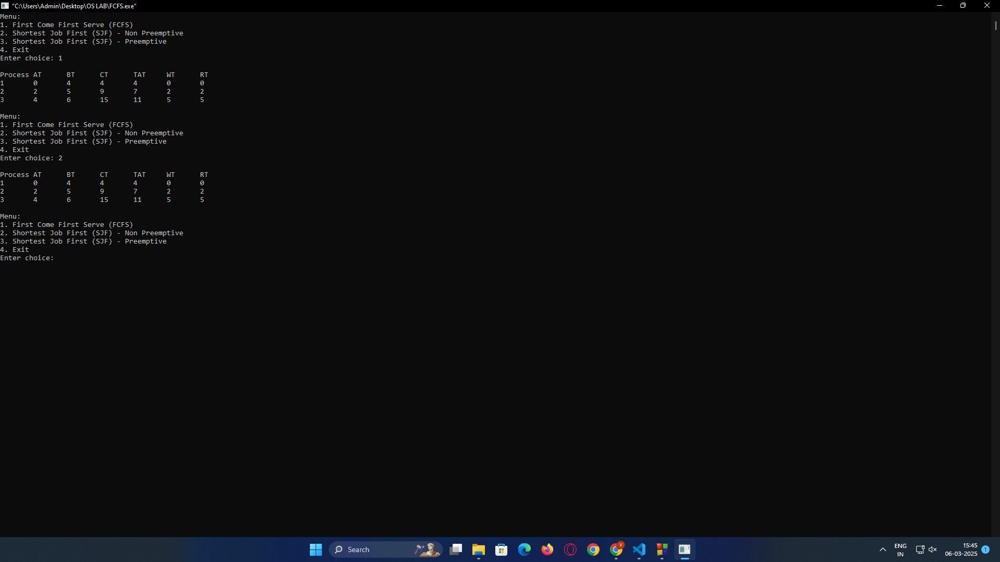 "C:\Users\Admin\Desktop\OS LAB\FCFS.exe"
Menu:
1. First Come First Serve (FCFS)
2. Shortest Job First (SJF) - Non Preemptive
3. Shortest Job First (SJF) - Preemptive
4. Exit
Enter choice: 1
Process AT BT CT TAT WT RT
1 0 4 4 4 0 0
2 2 5 9 7 2 2
3 4 6 15 11 5 5
Menu:
1. First Come First Serve (FCFS)
2. Shortest Job First (SJF) - Non Preemptive
3. Shortest Job First (SJF) - Preemptive
4. Exit
Enter choice: 2
Process AT BT CT TAT WT RT
1 0 4 4 4 0 0
2 2 5 9 7 2 2
3 4 6 15 11 5 5
Menu:
1. First Come First Serve (FCFS)
2. Shortest Job First (SJF) - Non Preemptive
3. Shortest Job First (SJF) - Preemptive
4. Exit
Enter choice:
Search
V
ENG
IN
15:45
06-03-2025
1